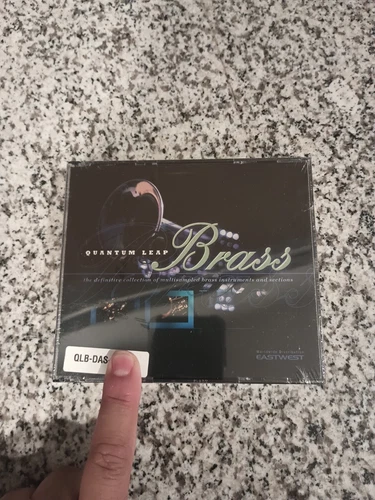 QUANTUM LEAP
Brass
the definitive collection of multisampled brass instruments and sections
QLB-DAS
EASTWEST